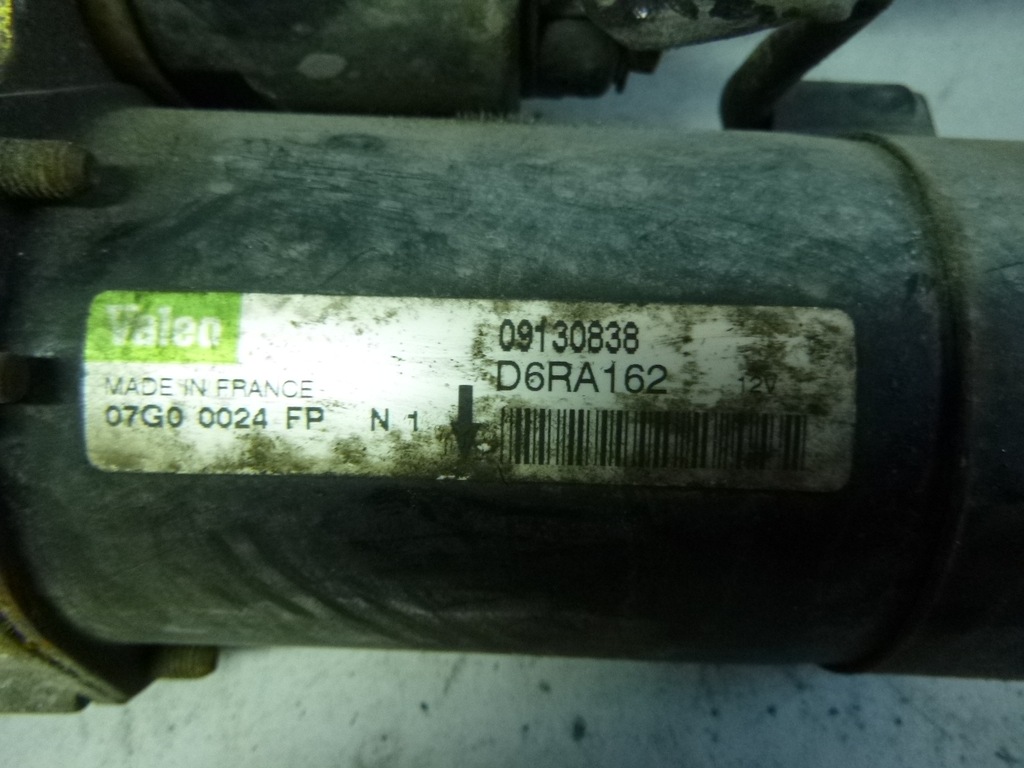 Valeo
MADE IN FRANCE
07G0 0024 FP N 1
09130838
D6RA162 12V